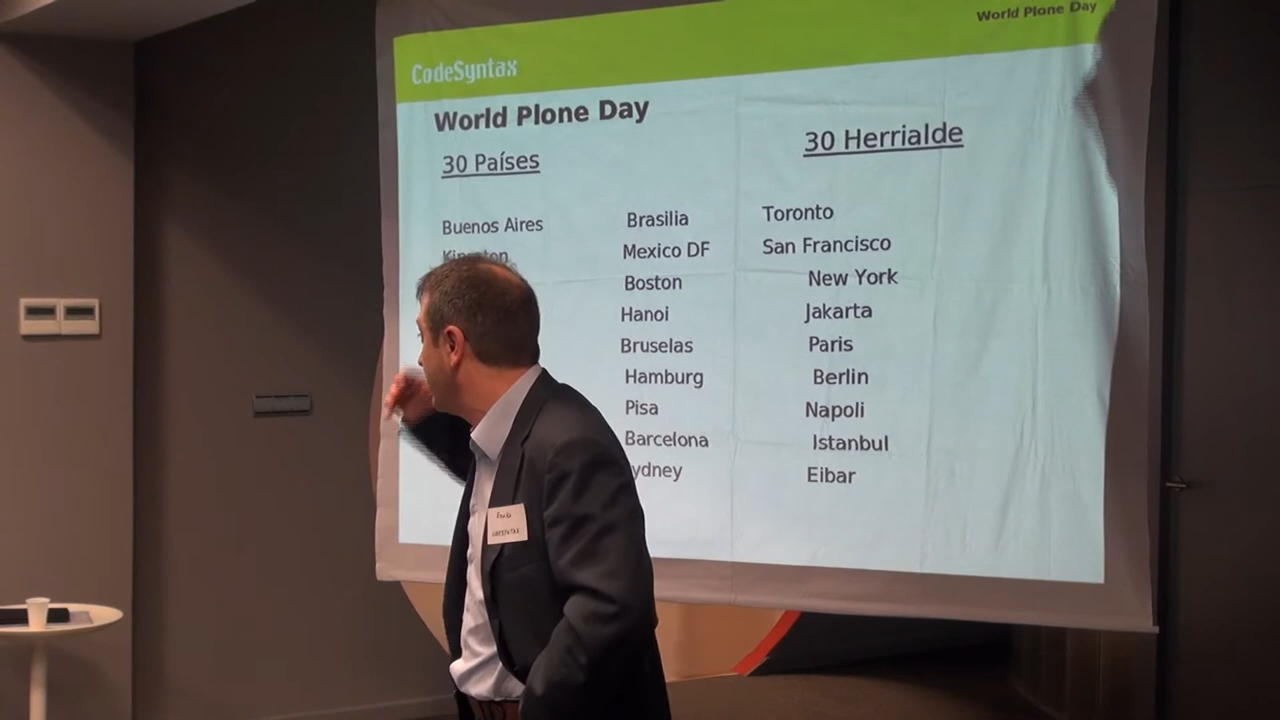 World Plone Day
CodeSyntax
World Plone Day
30 Países
30 Herrialde
Buenos Aires
Brasilia
Mexico DF
Boston
Hanoi
Bruselas
Hamburg
Pisa
Barcelona
ydney
Toronto
San Francisco
New York
Jakarta
Paris
Berlin
Napoli
Istanbul
Eibar